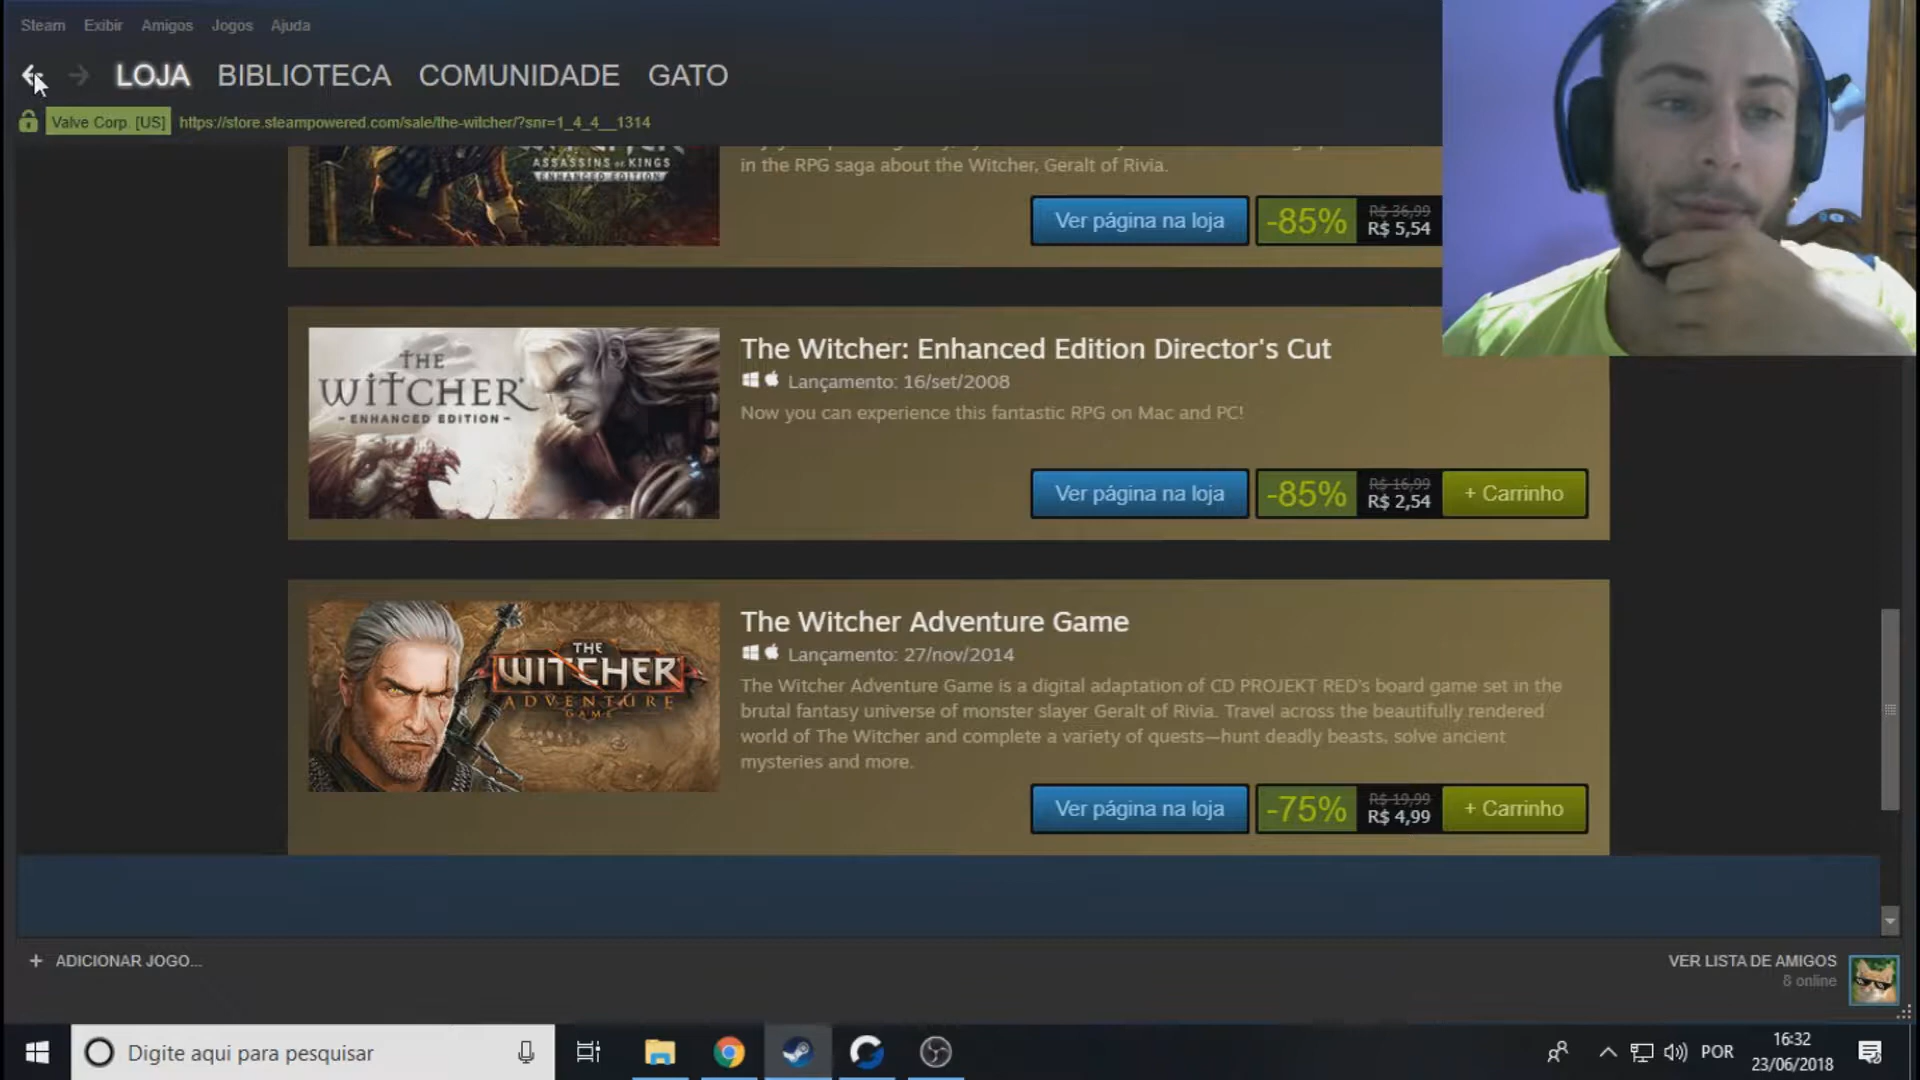 Steam Exibir Amigos Jogos Ajuda
LOJA BIBLIOTECA COMUNIDADE GATO
Valve Corp. [US] https://store.steampowered.com/sale/the-witcher/?snr=1_4_4__1314
ASSASSINS OF KINGS
ENHANCED EDITION
in the RPG saga about the Witcher, Geralt of Rivia.
Ver página na loja -85% R$ 36,99
R$ 5,54
THE
WITCHER
-ENHANCED EDITION-
The Witcher: Enhanced Edition Director's Cut
Lançamento: 16/set/2008
Now you can experience this fantastic RPG on Mac and PC!
Ver página na loja -85% R$ 16,99
R$ 2,54
+ Carrinho
THE
WITCHER
ADVENTURE
GAME
The Witcher Adventure Game
Lançamento: 27/nov/2014
The Witcher Adventure Game is a digital adaptation of CD PROJEKT RED's board game set in the
brutal fantasy universe of monster slayer Geralt of Rivia. Travel across the beautifully rendered
world of The Witcher and complete a variety of quests—hunt deadly beasts, solve ancient
mysteries and more.
Ver página na loja -75% R$ 19,99
R$ 4,99
+ Carrinho
+ ADICIONAR JOGO...
VER LISTA DE AMIGOS
8 online
Digite aqui para pesquisar
POR
16:32
23/06/2018